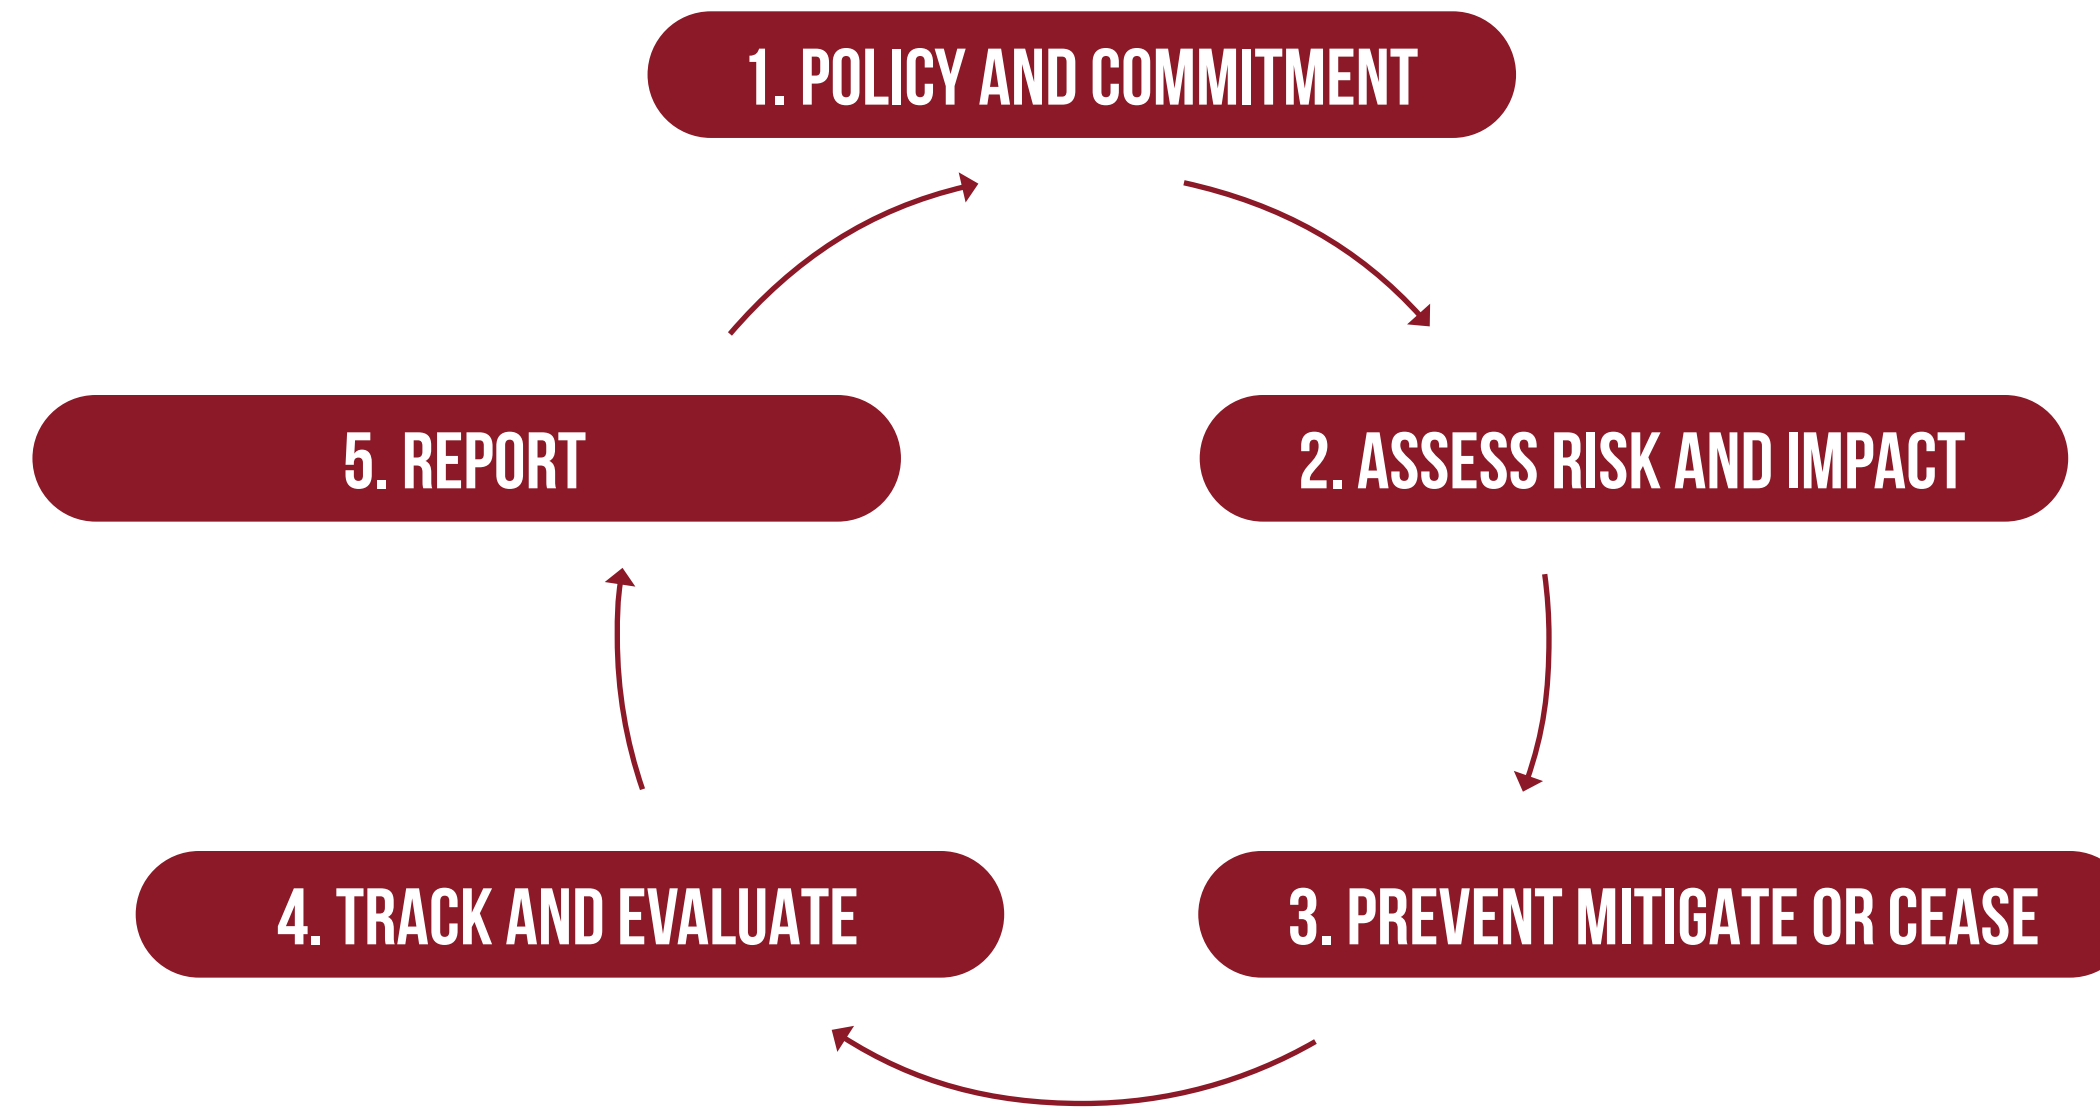 1. POLICY AND COMMITMENT
2. ASSESS RISK AND IMPACT
3. PREVENT MITIGATE OR CEASE
4. TRACK AND EVALUATE
5. REPORT